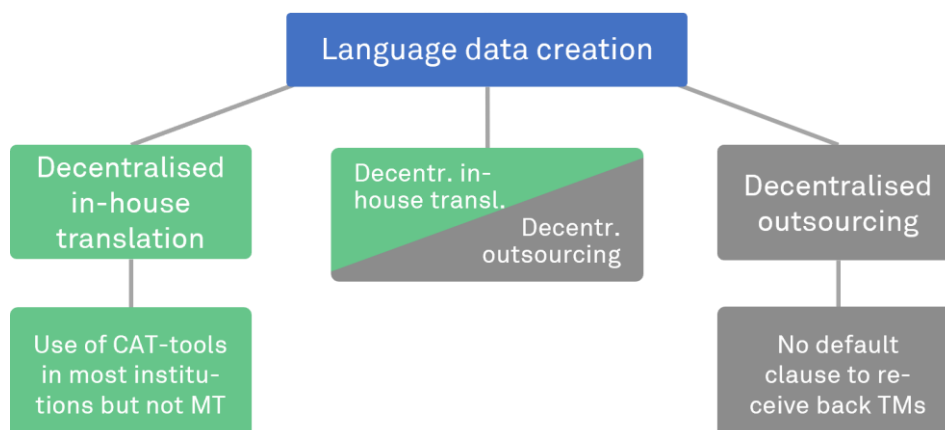 Language data creation
Decentralised
in-house
translation
Decentr. in-
house transl.
Decentr.
outsourcing
Decentralised
outsourcing
Use of CAT-tools
in most institu-
tions but not MT
No default
clause to re-
ceive back TMs